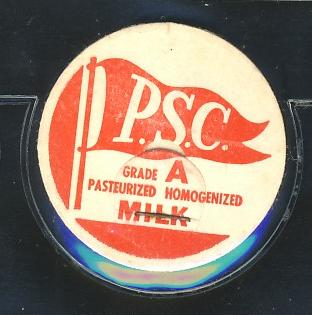 P.S.C.
GRADE A
PASTEURIZED HOMOGENIZED
MILK